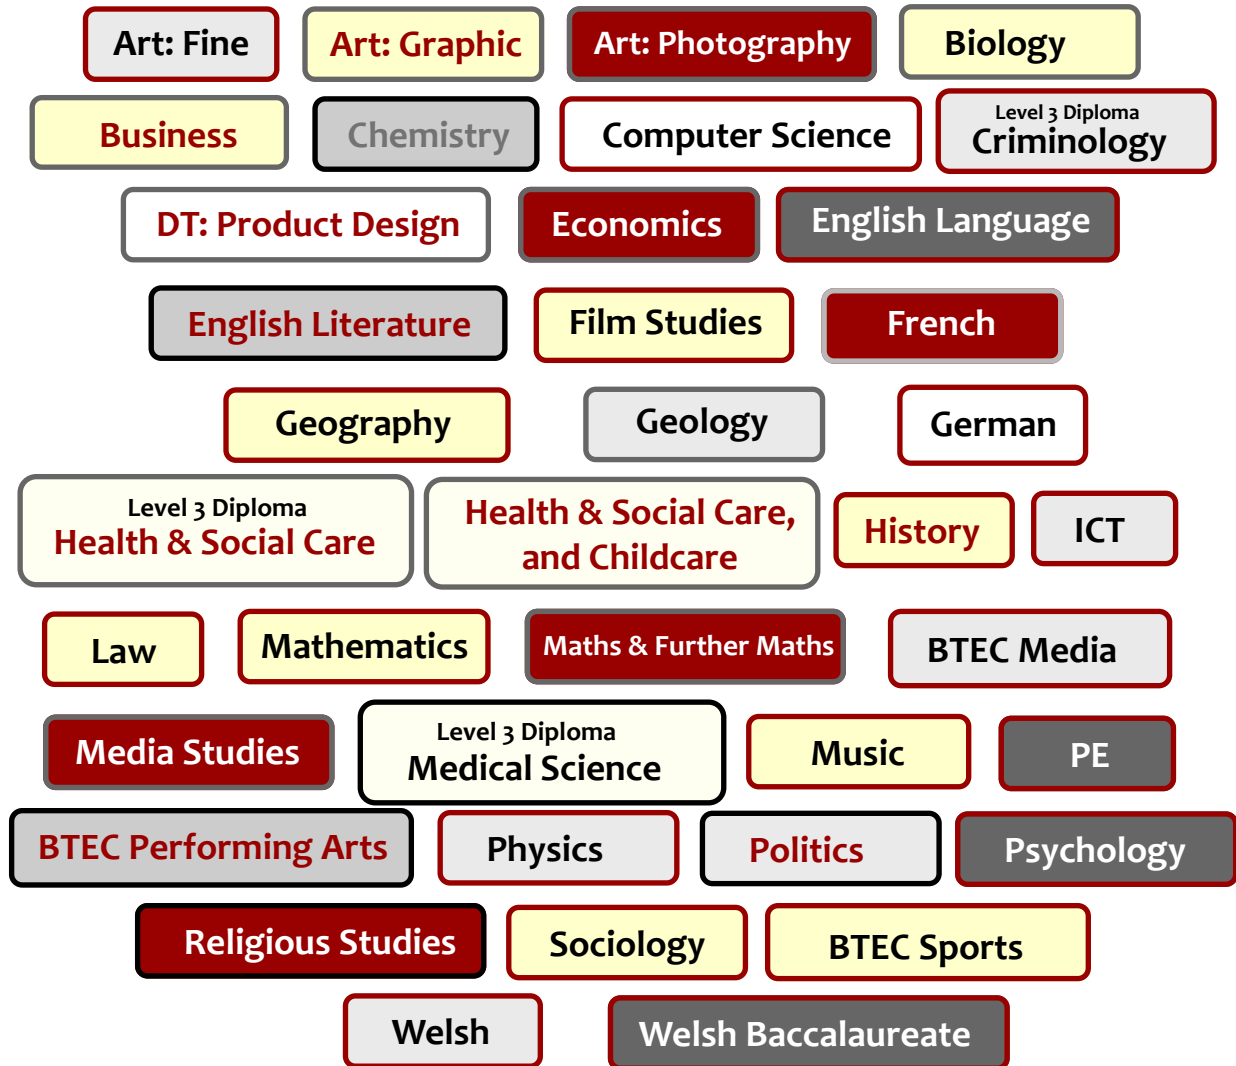 Art: Fine
Art: Graphic
Art: Photography
Biology
Business
Chemistry
Computer Science
Level 3 Diploma
Criminology
DT: Product Design
Economics
English Language
English Literature
Film Studies
French
Geography
Geology
German
Level 3 Diploma
Health & Social Care
Health & Social Care,
and Childcare
History
ICT
Law
Mathematics
Maths & Further Maths
BTEC Media
Media Studies
Level 3 Diploma
Medical Science
Music
PE
BTEC Performing Arts
Physics
Politics
Psychology
Religious Studies
Sociology
BTEC Sports
Welsh
Welsh Baccalaureate